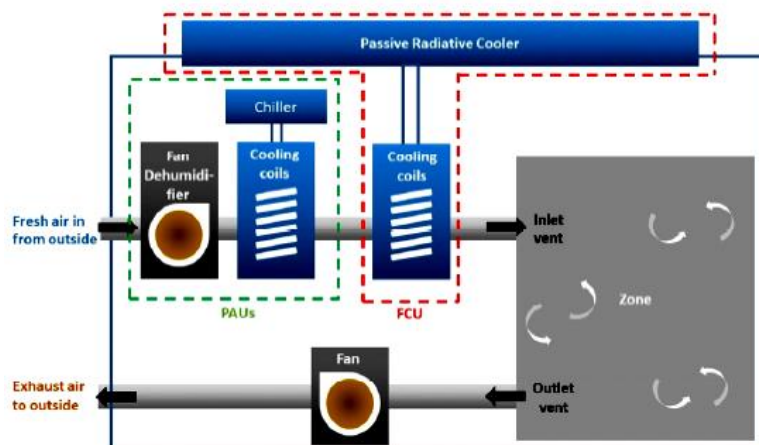 Passive Radiative Cooler
Chiller
Fan
Dehumidi-
fier
Cooling
coils
Cooling
coils
Fresh air in
from outside
Inlet
vent
PAUs
FCU
Zone
Fan
Exhaust air
to outside
Outlet
vent